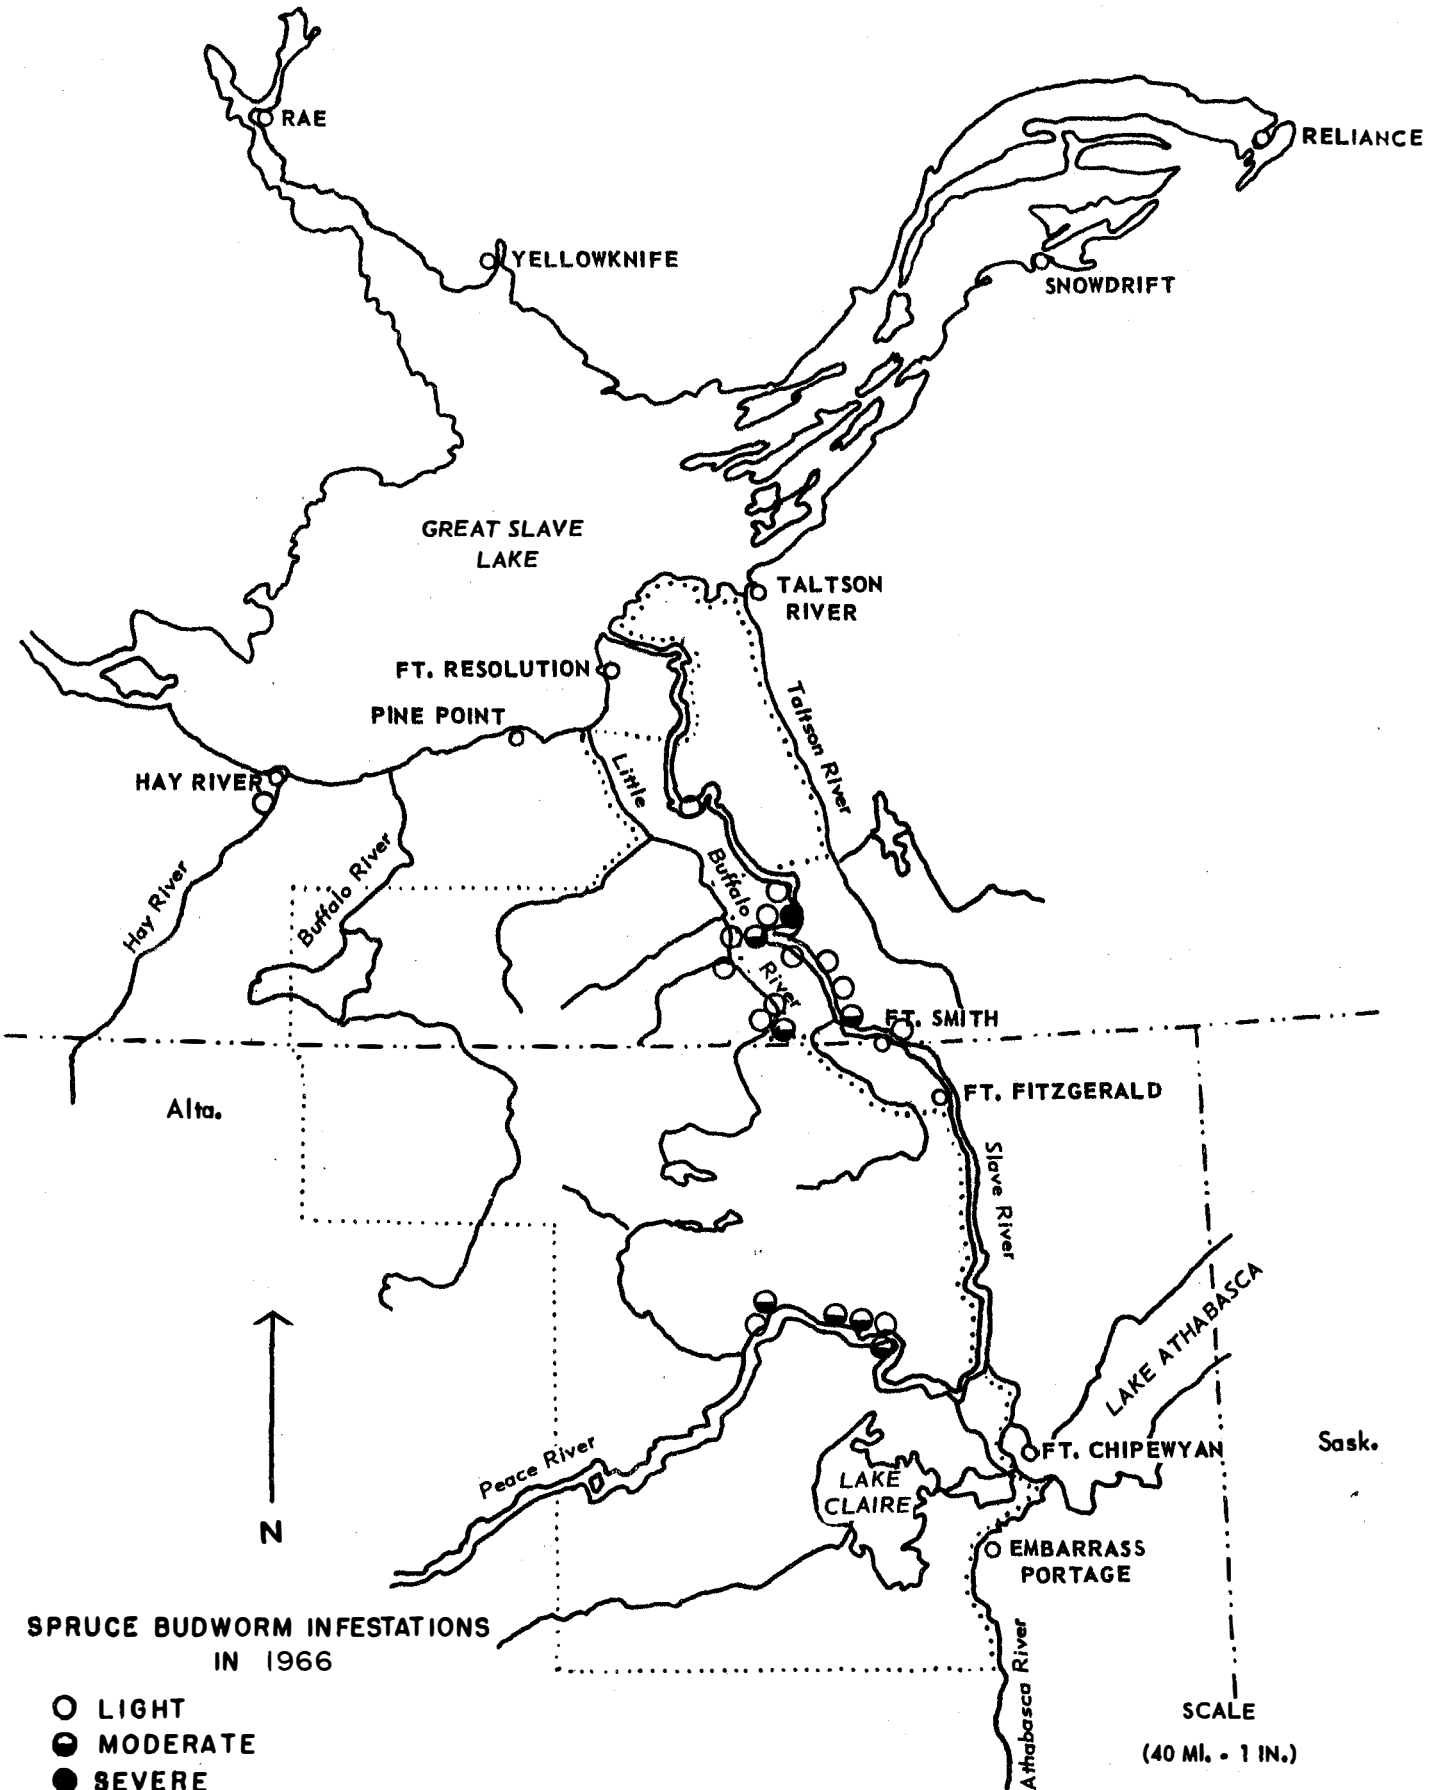 RAE
RELIANCE
YELLOWKNIFE
SNOWDRIFT
GREAT SLAVE
LAKE
TALTSON
RIVER
FT. RESOLUTION
PINE POINT
Taltson River
HAY RIVER
Little
Buffalo
River
Hay River
Buffalo River
FT. SMITH
FT. FITZGERALD
Alta.
Slave River
LAKE ATHABASCA
Peace River
FT. CHIPEWYAN
Sask.
LAKE
CLAIRE
N
EMBARRASS
PORTAGE
Athabasca River
SPRUCE BUDWORM INFESTATIONS
IN 1966
LIGHT
MODERATE
SEVERE
SCALE
(40 MI. - 1 IN.)